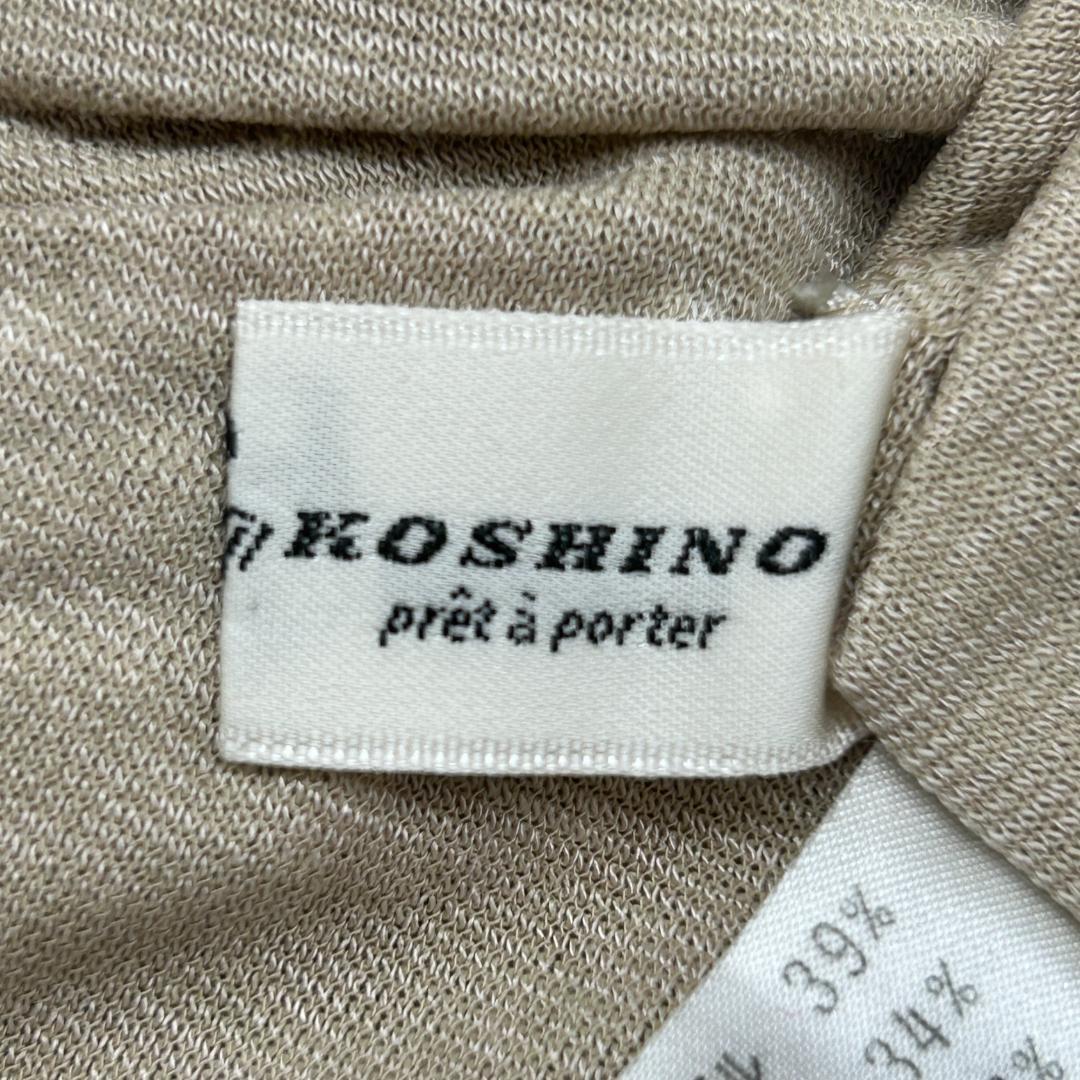 KOSHINO
prêt à porter
39%
34%